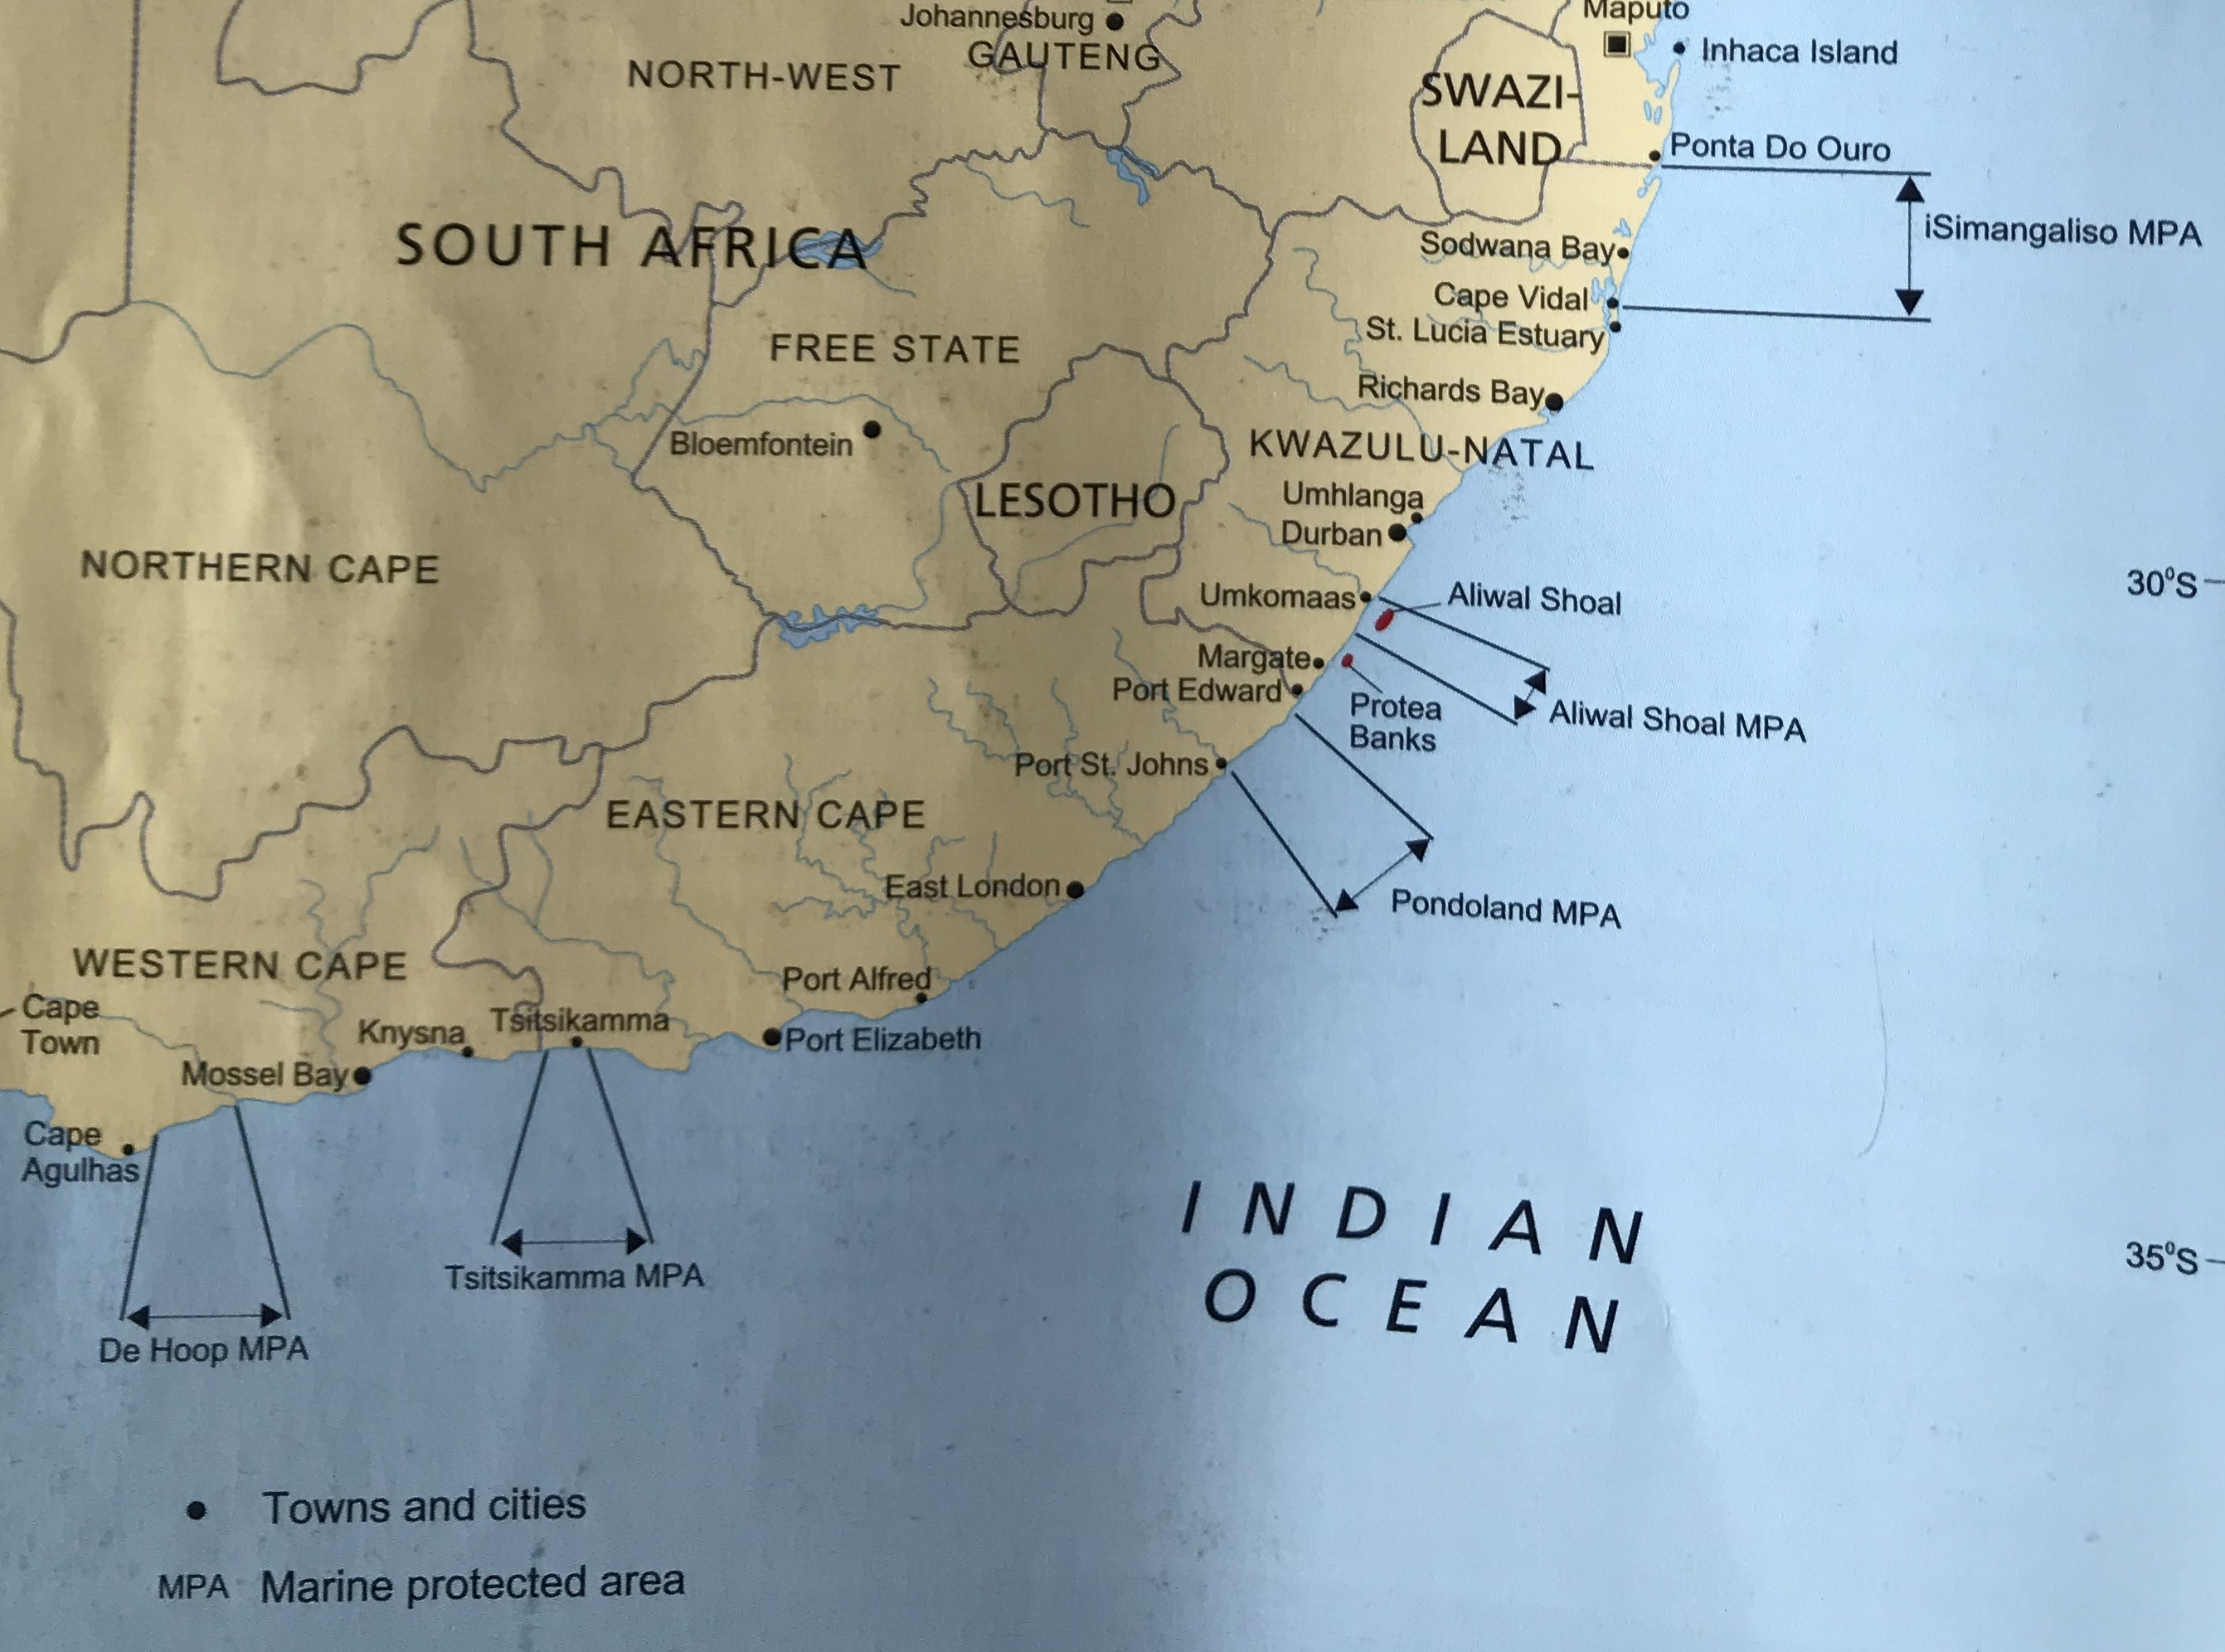 Maputo
Johannesburg
GAUTENG
Inhaca Island
NORTH-WEST
SWAZI-
LAND
Ponta Do Ouro
SOUTH AFRICA
iSimangaliso MPA
Sodwana Bay
Cape Vidal
St. Lucia Estuary
FREE STATE
Richards Bay
Bloemfontein
KWAZULU-NATAL
LESOTHO
Umhlanga
Durban
NORTHERN CAPE
30°S
Umkomaas
Aliwal Shoal
Margate
Port Edward
Protea
Banks
Aliwal Shoal MPA
Port St. Johns
EASTERN CAPE
East London
Pondoland MPA
WESTERN CAPE
Port Alfred
Cape
Town
Knysna
Tsitsikamma
Port Elizabeth
Mossel Bay
Cape
Agulhas
INDIAN
OCEAN
35°S
Tsitsikamma MPA
De Hoop MPA
Towns and cities
MPA Marine protected area